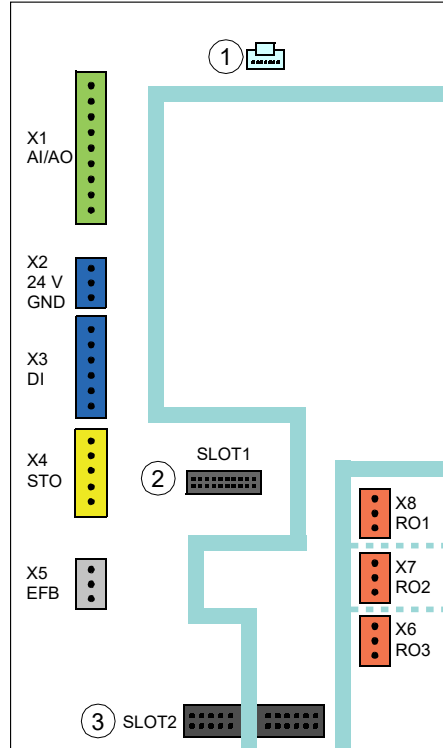 1
X1
AI/AO
X2
24 V
GND
X3
DI
X4
STO
2
SLOT1
X8
RO1
X7
RO2
X6
RO3
X5
EFB
3 SLOT2